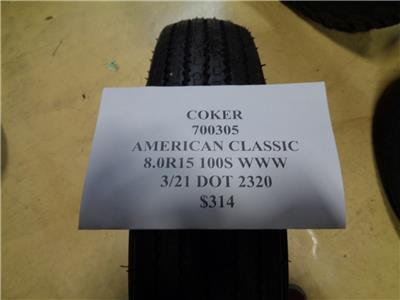 COKER
700305
AMERICAN CLASSIC
8.0R15 100S WWW
3/21 DOT 2320
$314